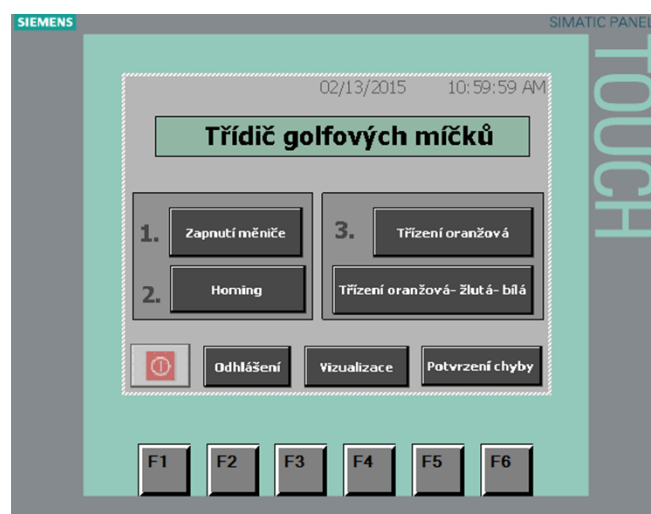 SIEMENS
SIMATIC PANEL
TOUCH
02/13/2015 10:59:59 AM
Třídič golfových míčků
1. Zapnutí měniče
2. Homing
3. Třízení oranžová
Třízení oranžová- žlutá- bílá
Odhlášení Vizualizace Potvrzení chyby
F1 F2 F3 F4 F5 F6